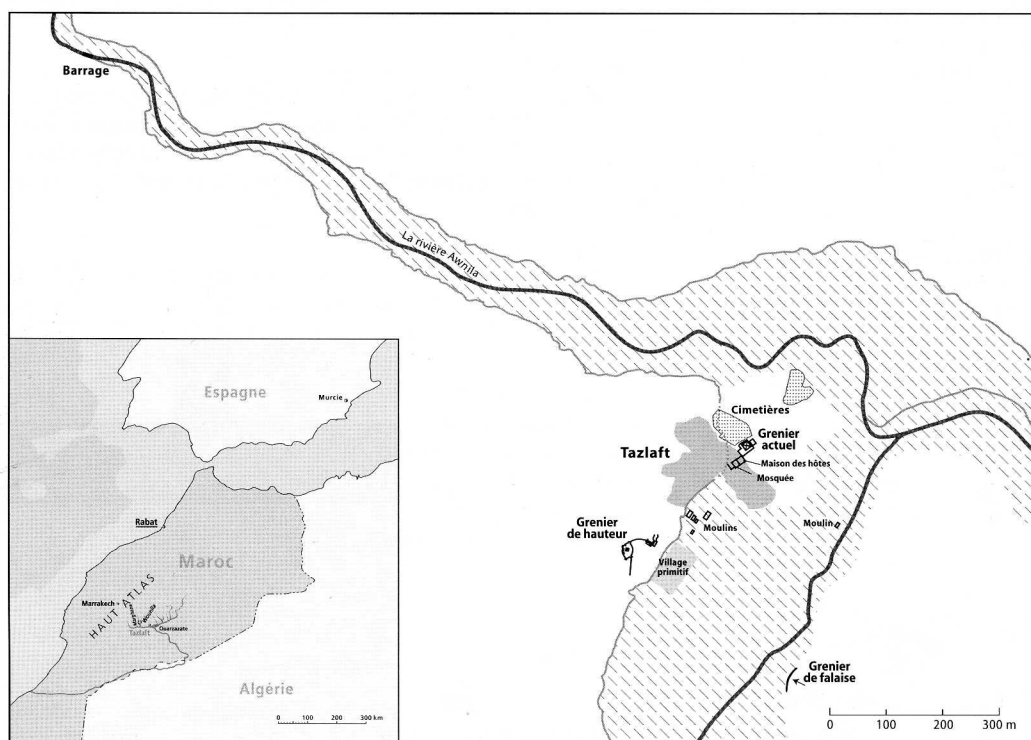 Barrage
La rivière Awnila
Cimetières
Grenier
actuel
Tazlaft
Maison des hôtes
Mosquée
Grenier
de hauteur
Moulins
Moulin
Village
primitif
Grenier
de falaise
0 100 200 300 m
Espagne
Murcie
Rabat
Maroc
HAUT ATLAS
Marrakech
Tazlaft
Ouarzazate
Algérie
0 100 200 300 km